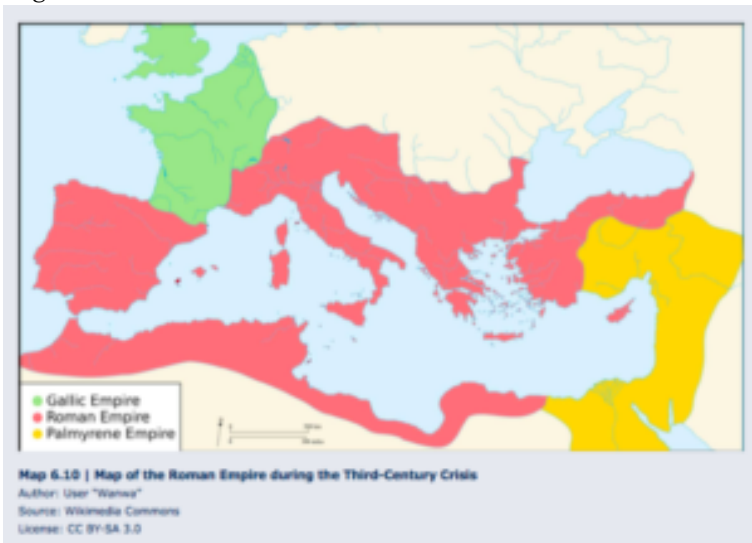 Gallic Empire
Roman Empire
Palmyrene Empire
Map 6.10 | Map of the Roman Empire during the Third-Century Crisis
Author: User "Wanwa"
Source: Wikimedia Commons
License: CC BY-SA 3.0